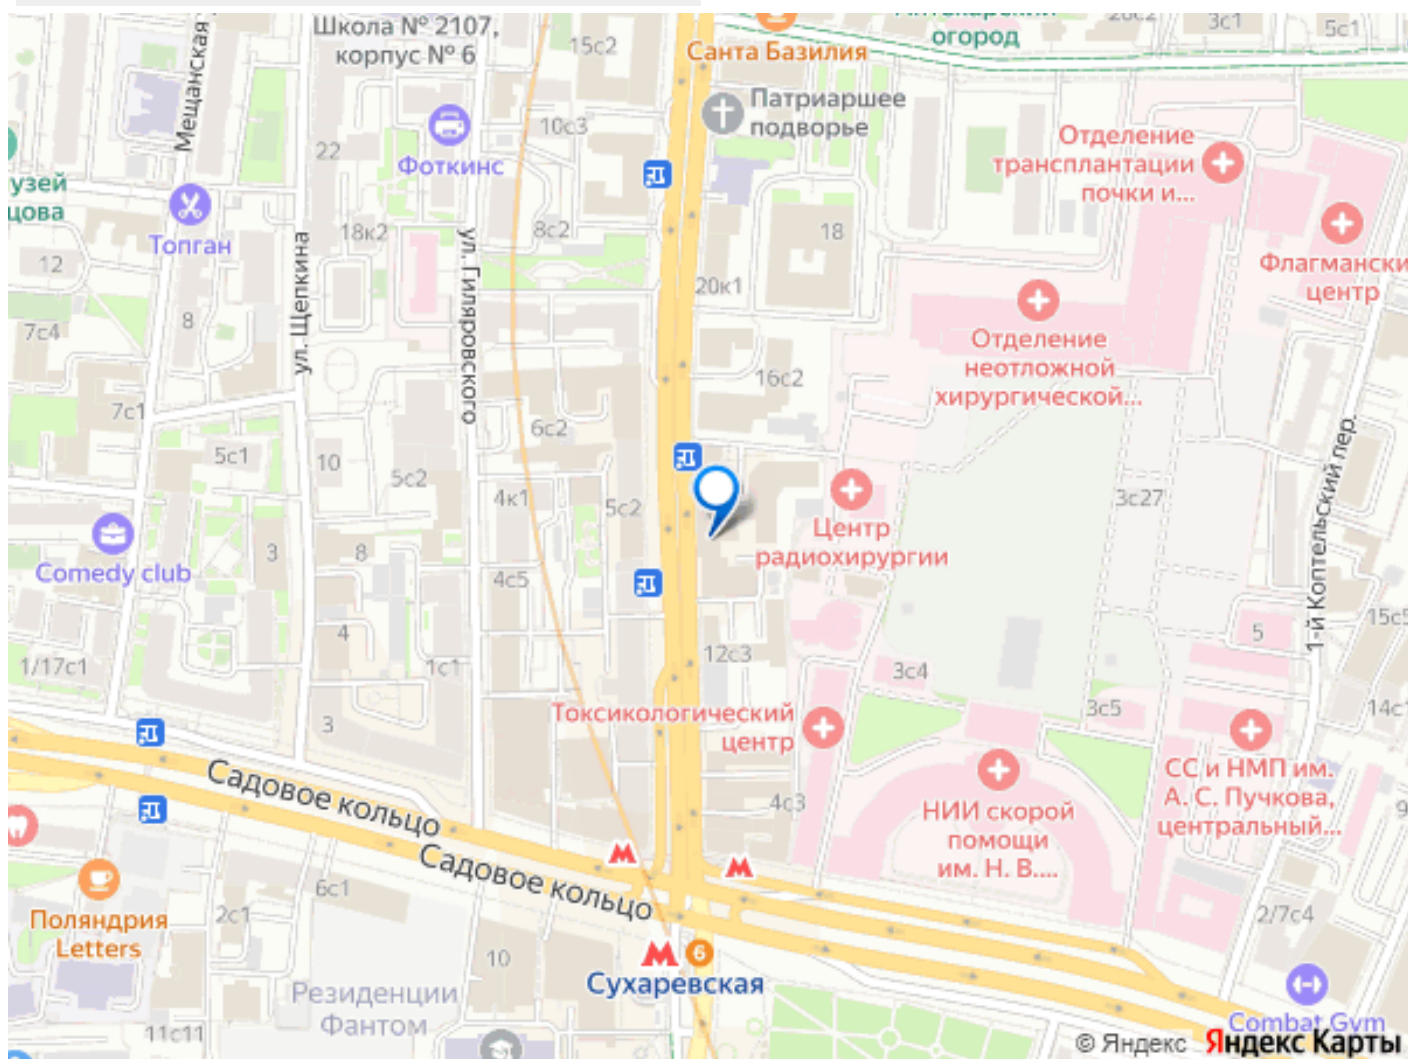 Школа № 2107,
корпус № 6
15с2
Санта Базилия
огород
3с1
5с1
Мещанская
Фоткинс
10с3
Патриаршее
подворье
Отделение
трансплантации
почки и...
22
Топган
18к2
ул. Щепкина
ул. Гиляровского
8с2
18
20к1
Флагмански
центр
12
7с4
8
Отделение
неотложной
хирургической...
16с2
7с1
6с2
5с1
10
5с2
4к1
5с2
3с27
1-й Коптельский пер.
Центр
радиохирургии
Comedy club
3
8
4с5
4
1/17с1
1с1
12с3
3с4
5
15с5
3
Токсикологический
центр
3с5
14с
СС и НМП им.
А. С. Пучкова,
центральный...
НИИ скорой
помощи
им. Н. В....
4с3
Садовое кольцо
Садовое кольцо
Поляндрия
Letters
6с1
2с1
2/7с4
10
6
Сухаревская
Резиденции
Фантом
11с11
Combat Gym
© Яндекс Яндекс Карты